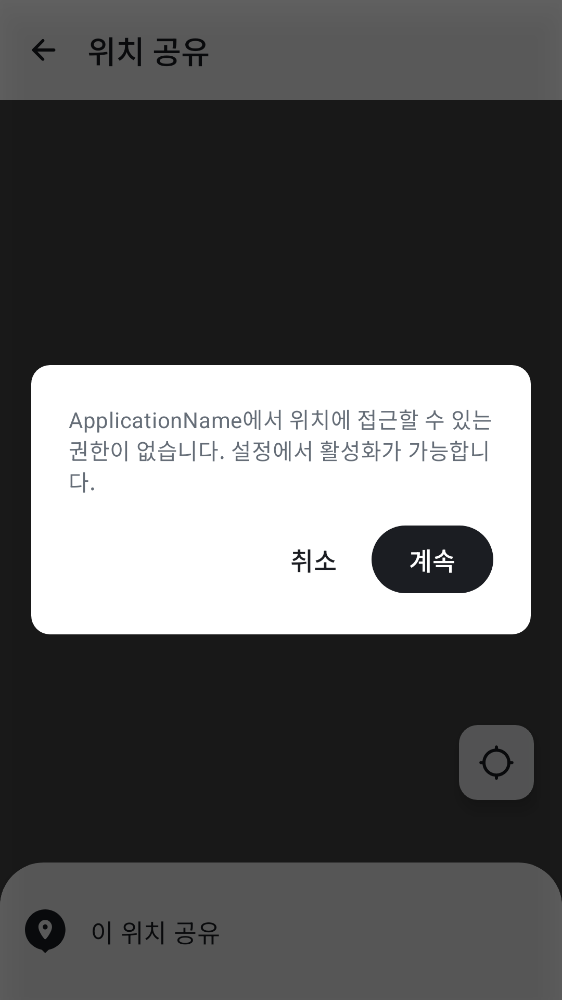 위치 공유
ApplicationName에서 위치에 접근할 수 있는
권한이 없습니다. 설정에서 활성화가 가능합니
다.
취소
계속
이 위치 공유